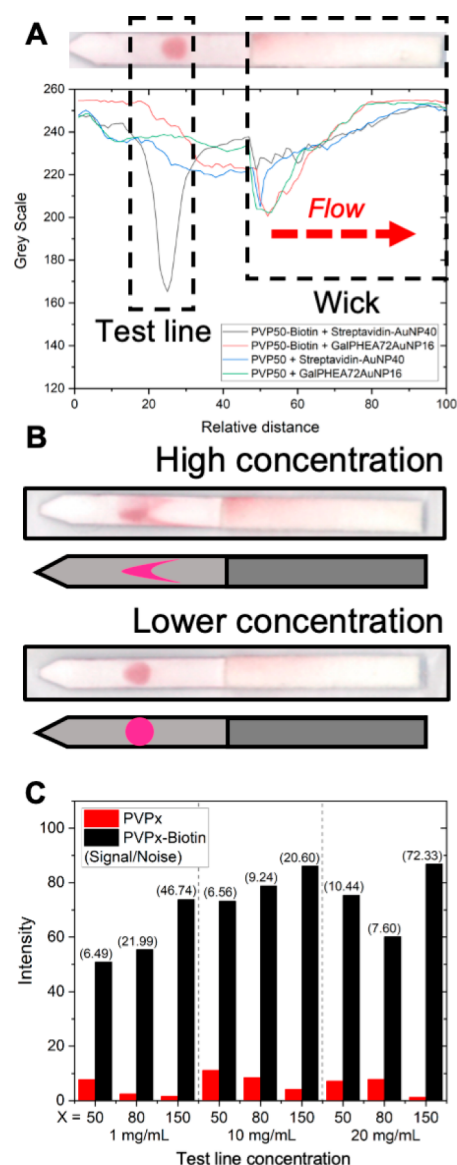 A
260
240
220
200
180
160
140
120
Grey Scale
Flow
Test line
Wick
PVP50-Biotin + Streptavidin-AuNP40
PVP50-Biotin + GalPHEA72AuNP16
PVP50 + Streptavidin-AuNP40
PVP50 + GalPHEA72AuNP16
0 20 40 60 80 100
Relative distance
B
High concentration
Lower concentration
C
PVPx
PVPx-Biotin
(Signal/Noise)
100
80
60
40
20
0
Intensity
(6.49) (21.99) (46.74) (6.56) (9.24) (20.60) (10.44) (7.60) (72.33)
X = 50 80 150 50 80 150 50 80 150
1 mg/mL 10 mg/mL 20 mg/mL
Test line concentration